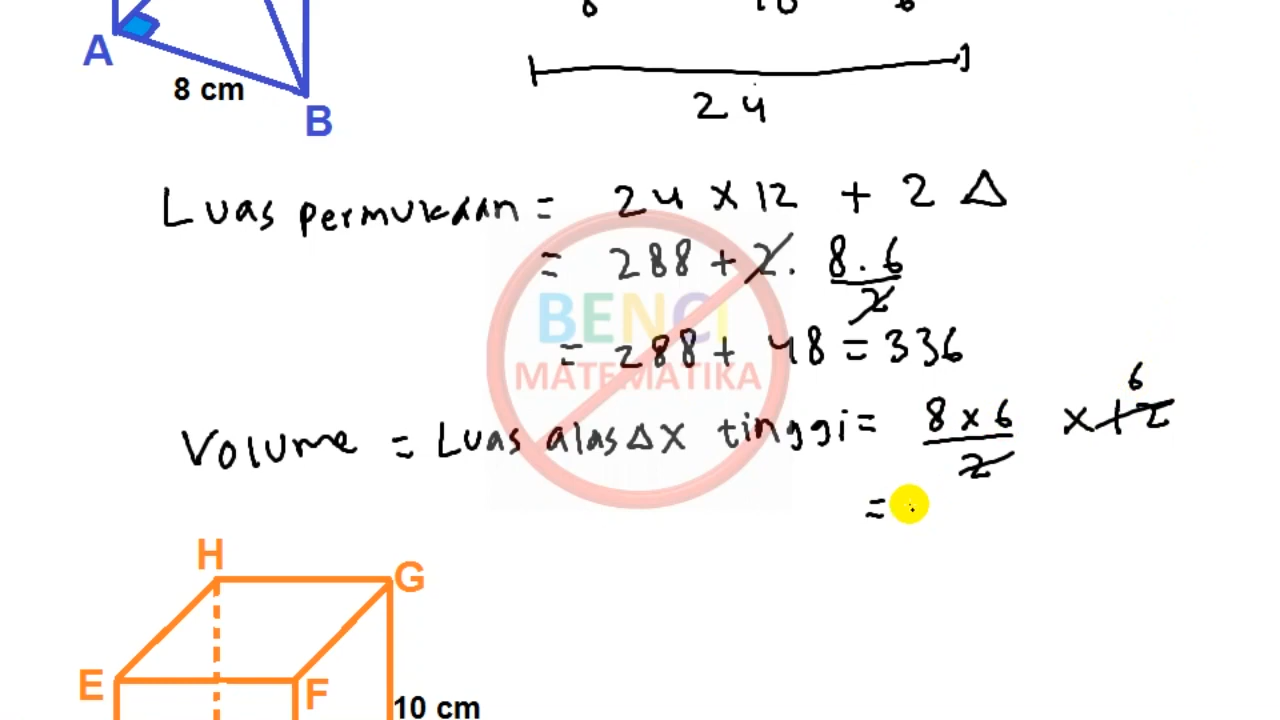 A
8 cm
B
24
Luas permukaan = 24 x 12 + 2 Δ
= 288 + 2 . 8 . 6
2
= 288 + 48 = 336
BENCI
MATEMATIKA
6
Volume = Luas alas Δ x tinggi = 8 x 6 x 12
2
=
H
G
E
F
10 cm